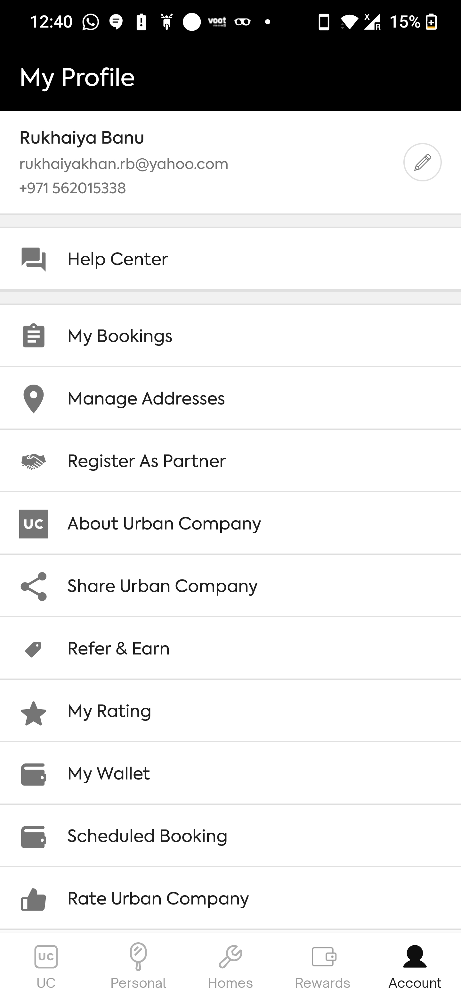 12:40 voot R 15%
My Profile
Rukhaiya Banu
rukhaiyakhan.rb@yahoo.com
+971 562015338
Help Center
My Bookings
Manage Addresses
Register As Partner
UC About Urban Company
Share Urban Company
Refer & Earn
My Rating
My Wallet
Scheduled Booking
Rate Urban Company
UC
UC Personal Homes Rewards Account